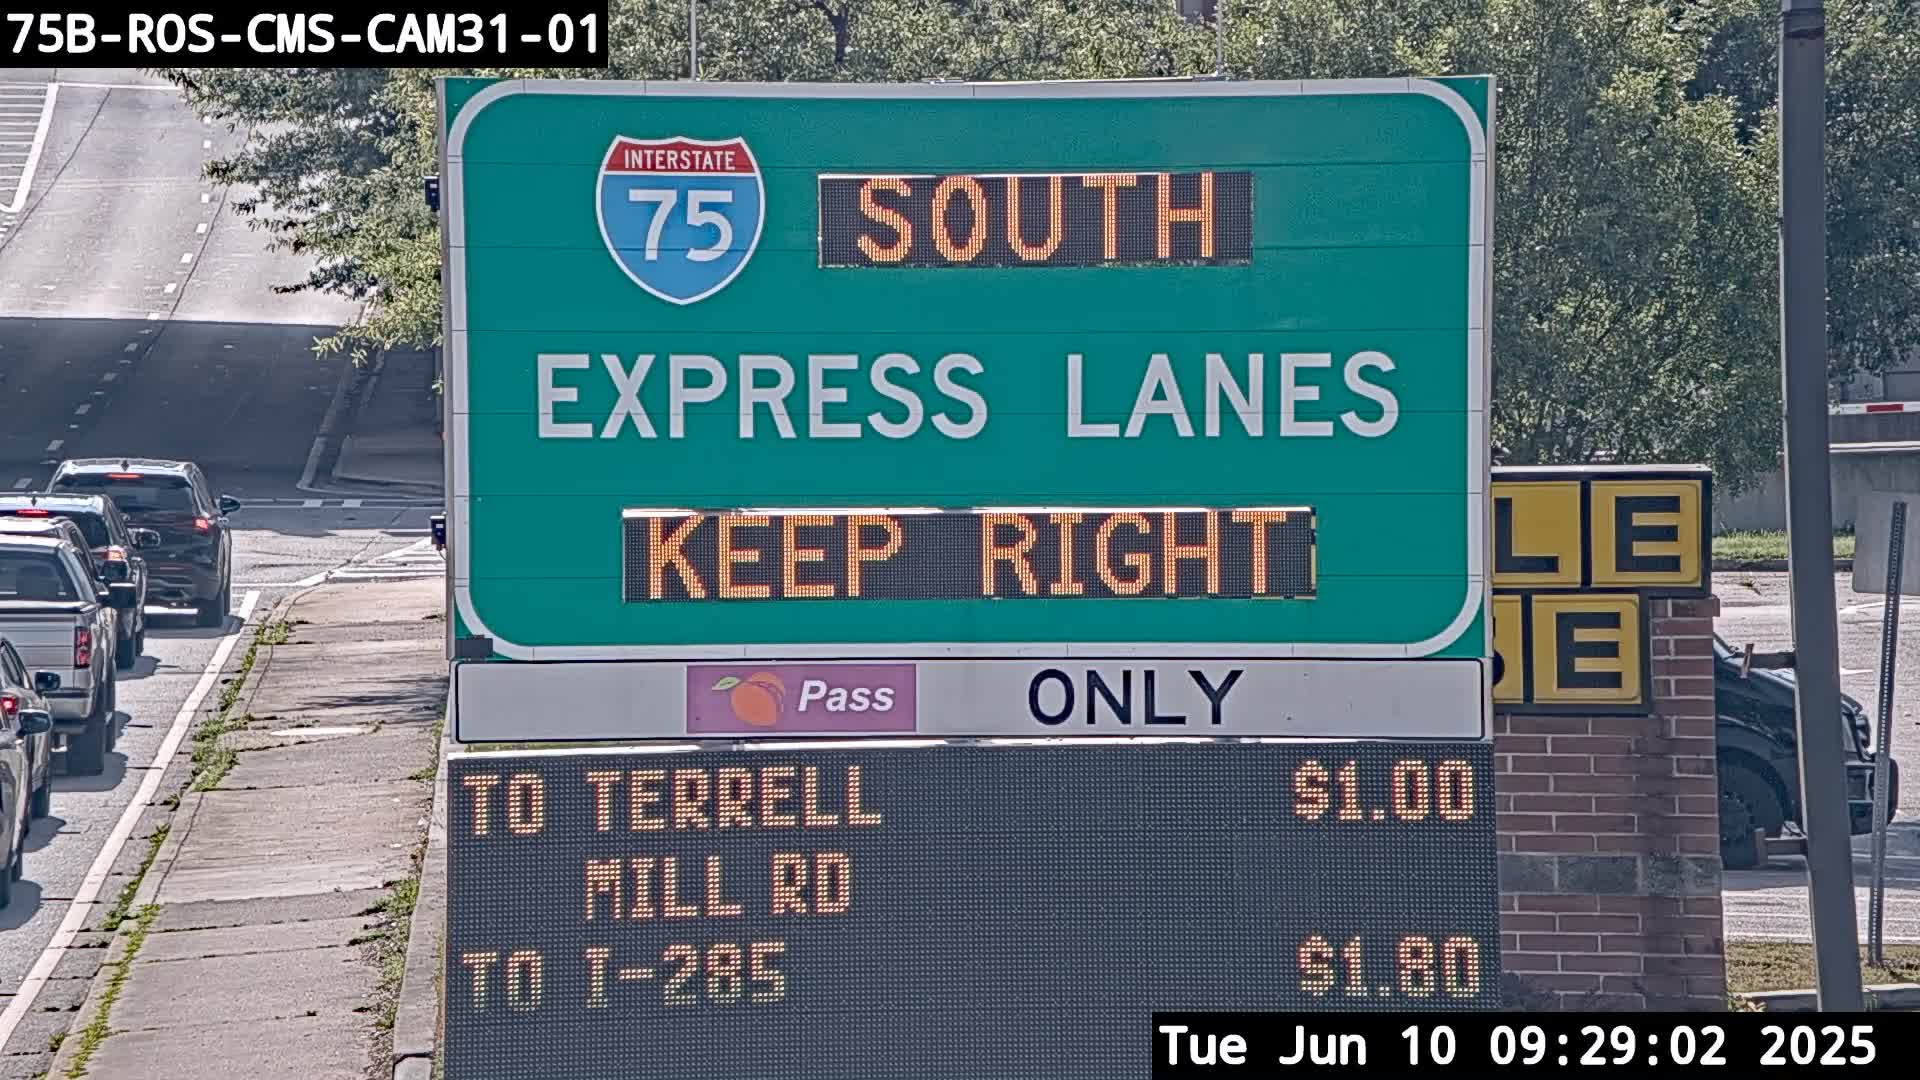 75B-ROS-CMS-CAM31-01
INTERSTATE
75
SOUTH
EXPRESS LANES
KEEP RIGHT
Pass ONLY
TO TERRELL $1.00
MILL RD
TO I-285 $1.80
LE
E
Tue Jun 10 09:29:02 2025